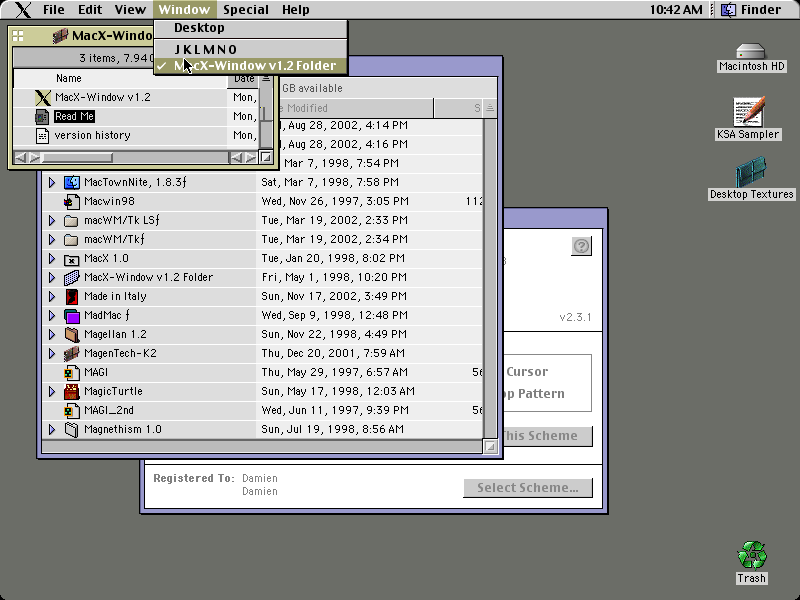 File Edit View Window Special Help 10:42 AM Finder
Desktop
J K L M N O
MacX-Window v1.2 Folder
MacX-Windo
3 items, 7.94
Name Date
MacX-Window v1.2 Mon,
Read Me Mon,
version history Mon,
GB available
e Modified S
, Aug 28, 2002, 4:14 PM
, Aug 28, 2002, 4:16 PM
Mar 7, 1998, 7:54 PM
MacTownNite, 1.8.3ƒ Sat, Mar 7, 1998, 7:58 PM
Macwin98 Wed, Nov 26, 1997, 3:05 PM 112
macWM/Tk LSƒ Tue, Mar 19, 2002, 2:33 PM
macWM/Tkƒ Tue, Mar 19, 2002, 2:34 PM
MacX 1.0 Tue, Jan 20, 1998, 8:02 PM
MacX-Window v1.2 Folder Fri, May 1, 1998, 10:20 PM
Made in Italy Sun, Nov 17, 2002, 3:49 PM
MadMac ƒ Wed, Sep 9, 1998, 12:48 PM
Magellan 1.2 Sun, Nov 22, 1998, 4:49 PM
MagenTech-K2 Thu, Dec 20, 2001, 7:59 AM
MAGI Thu, May 29, 1997, 6:57 AM 56
MagicTurtle Sun, May 17, 1998, 12:03 AM
MAGI_2nd Wed, Jun 11, 1997, 9:39 PM 56
Magnethism 1.0 Sun, Jul 19, 1998, 8:56 AM
?
v2.3.1
Cursor
op Pattern
This Scheme
Registered To: Damien
Damien
Select Scheme...
Macintosh HD
KSA Sampler
Desktop Textures
Trash